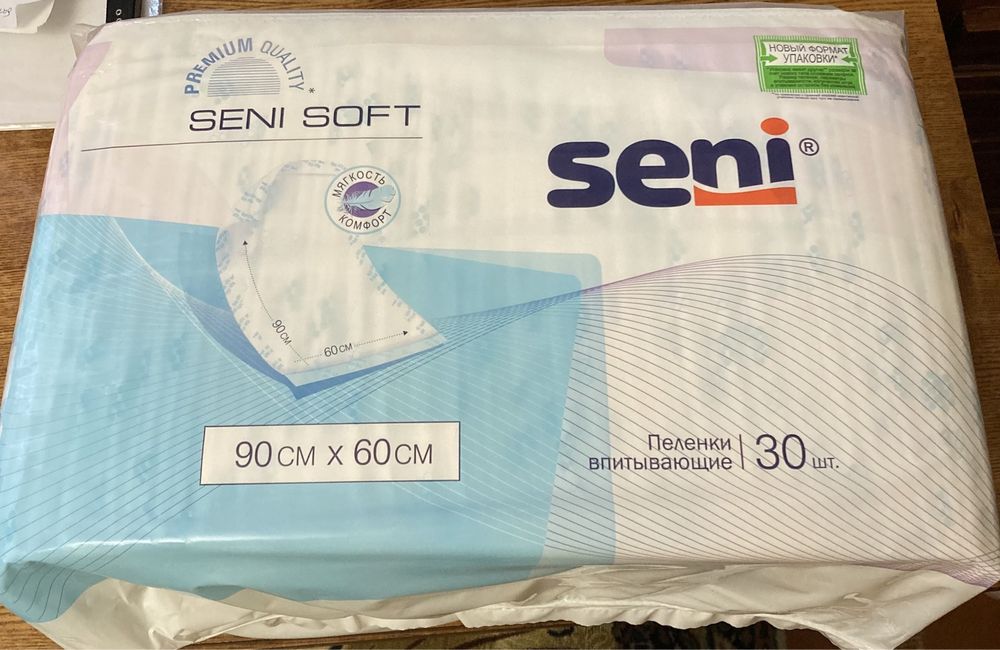 PREMIUM QUALITY*
SENI SOFT
НОВЫЙ ФОРМАТ
УПАКОВКИ*
seni®
МЯГКОСТЬ
КОМФОРТ
90 СМ
60 СМ
90 СМ X 60 СМ
Пеленки
впитывающие
30 шт.